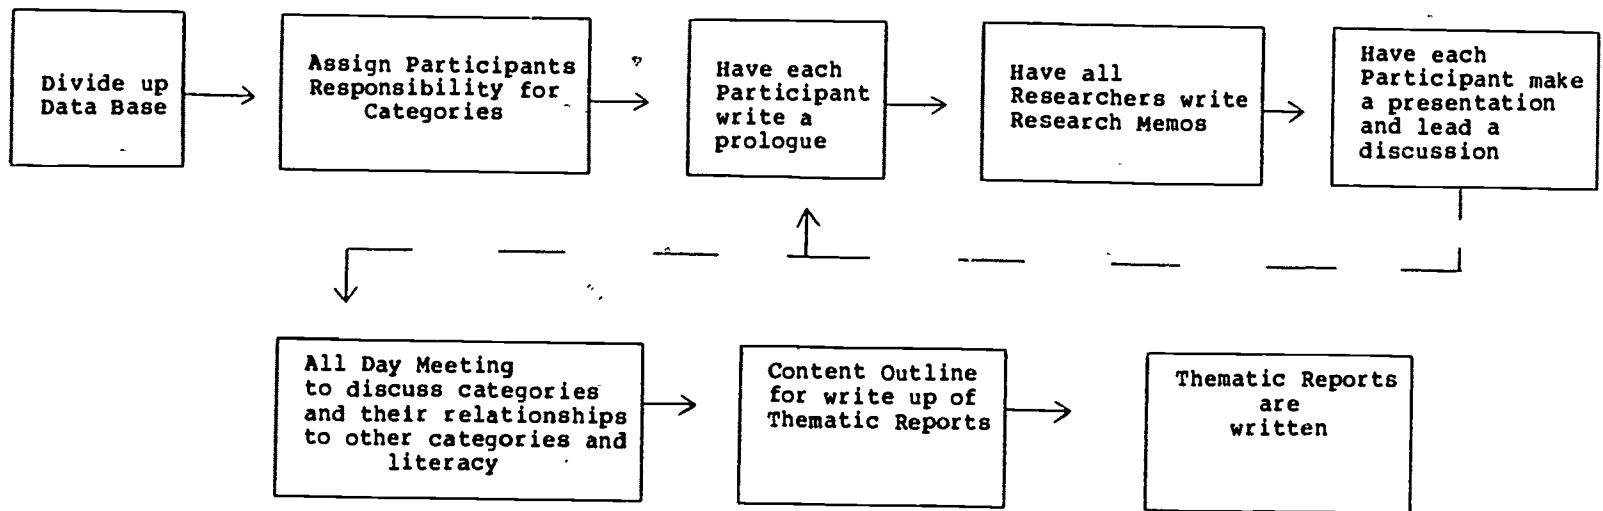 Divide up
Data Base
Assign Participants
Responsibility for
Categories
Have each
Participant
write a
prologue
Have all
Researchers write
Research Memos
Have each
Participant make
a presentation
and lead a
discussion
All Day Meeting
to discuss categories
and their relationships
to other categories and
literacy
Content Outline
for write up of
Thematic Reports
Thematic Reports
are
written